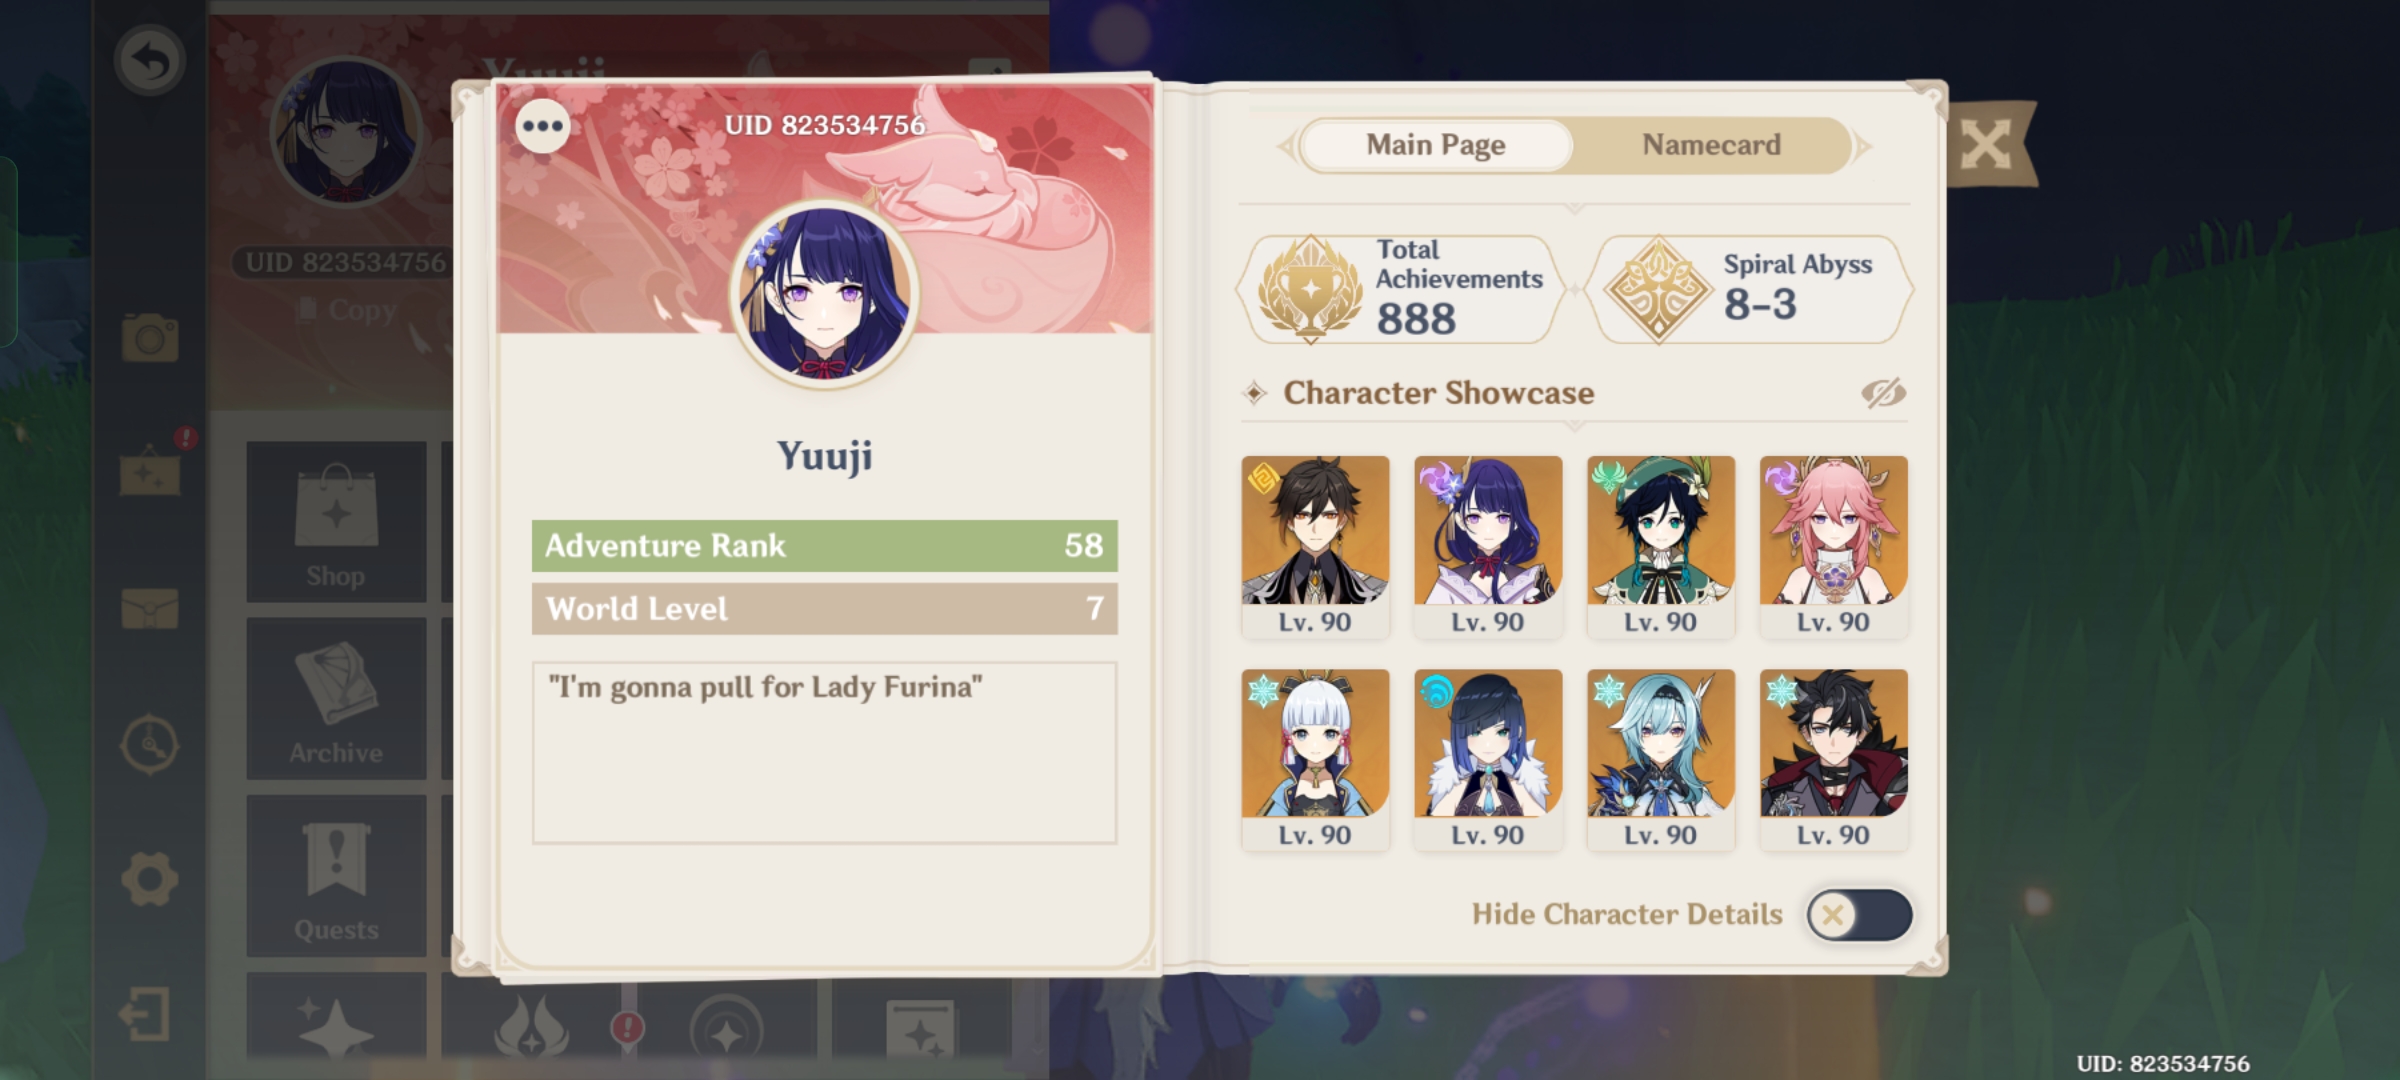 Yuuji
UID 823534756
Copy
Shop
Archive
Quests
UID 823534756
Yuuji
Adventure Rank 58
World Level 7
"I'm gonna pull for Lady Furina"
Main Page Namecard
Total
Achievements
888
Spiral Abyss
8-3
Character Showcase
Lv. 90 Lv. 90 Lv. 90 Lv. 90
Lv. 90 Lv. 90 Lv. 90 Lv. 90
Hide Character Details
UID: 823534756